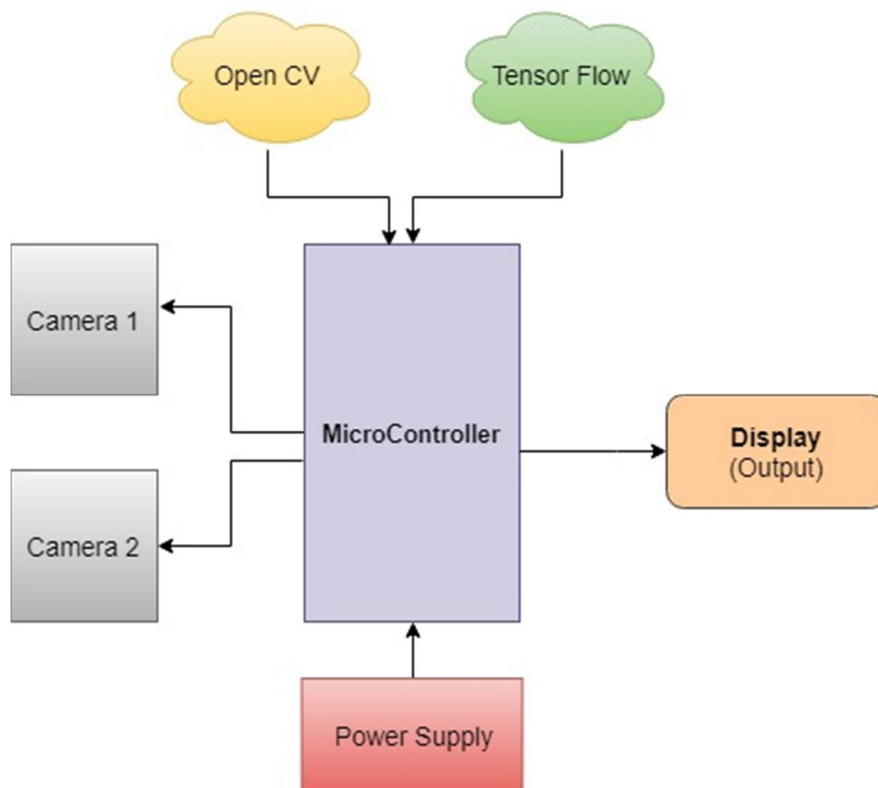 Open CV
Tensor Flow
Camera 1
MicroController
Display
(Output)
Camera 2
Power Supply